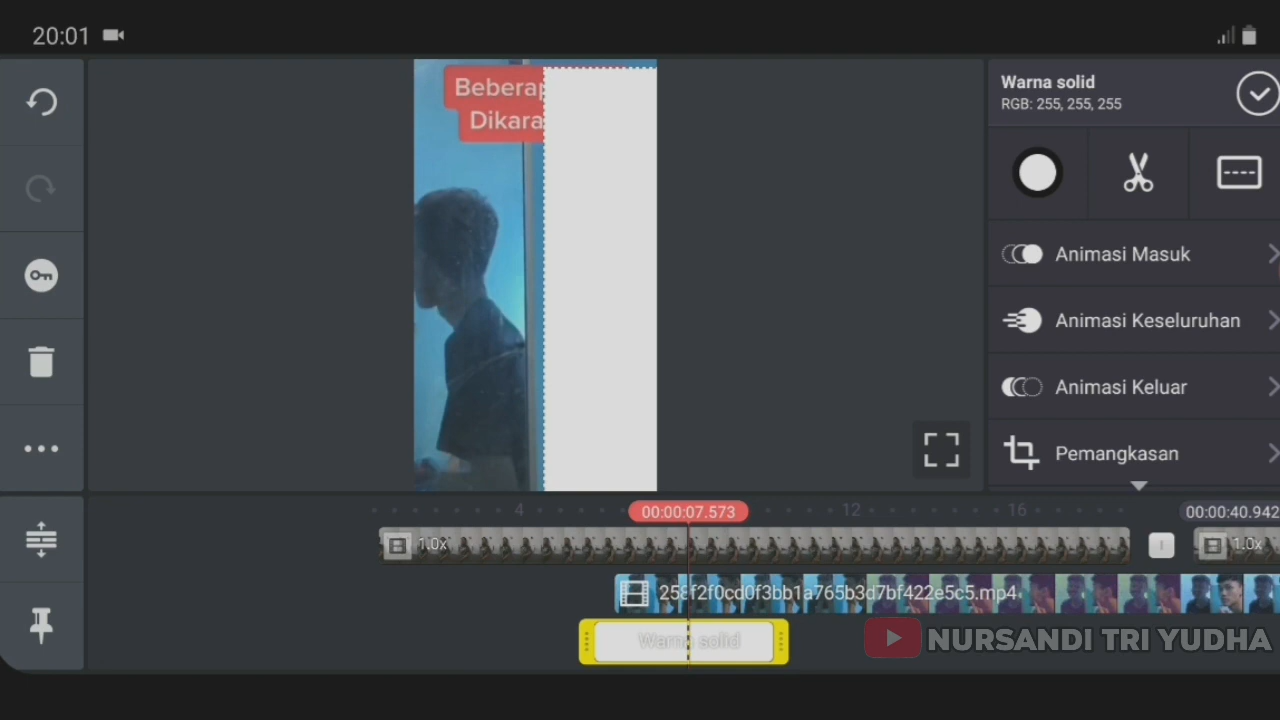 20:01
Beberap
Dikara
Warna solid
RGB: 255, 255, 255
Animasi Masuk
Animasi Keseluruhan
Animasi Keluar
Pemangkasan
4
00:00:07.573
12
16
00:00:40.942
1.0x
1.0x
258f2f0cd0f3bb1a765b3d7bf422e5c5.mp4
Warna solid
NURSANDI TRI YUDHA